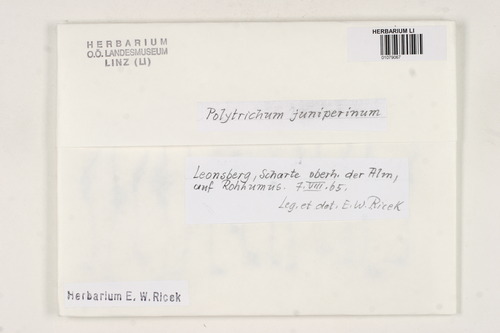 HERBARIUM
O.Ö. LANDESMUSEUM
LINZ (LI)
HERBARIUM LI
Polytrichum juniperinum
Leonsberg, Scharte oberh. der Alm,
auf Rohhumus. 7.VIII.65.
Leg. et det. E.W.Ricek
Herbarium E. W. Ricek